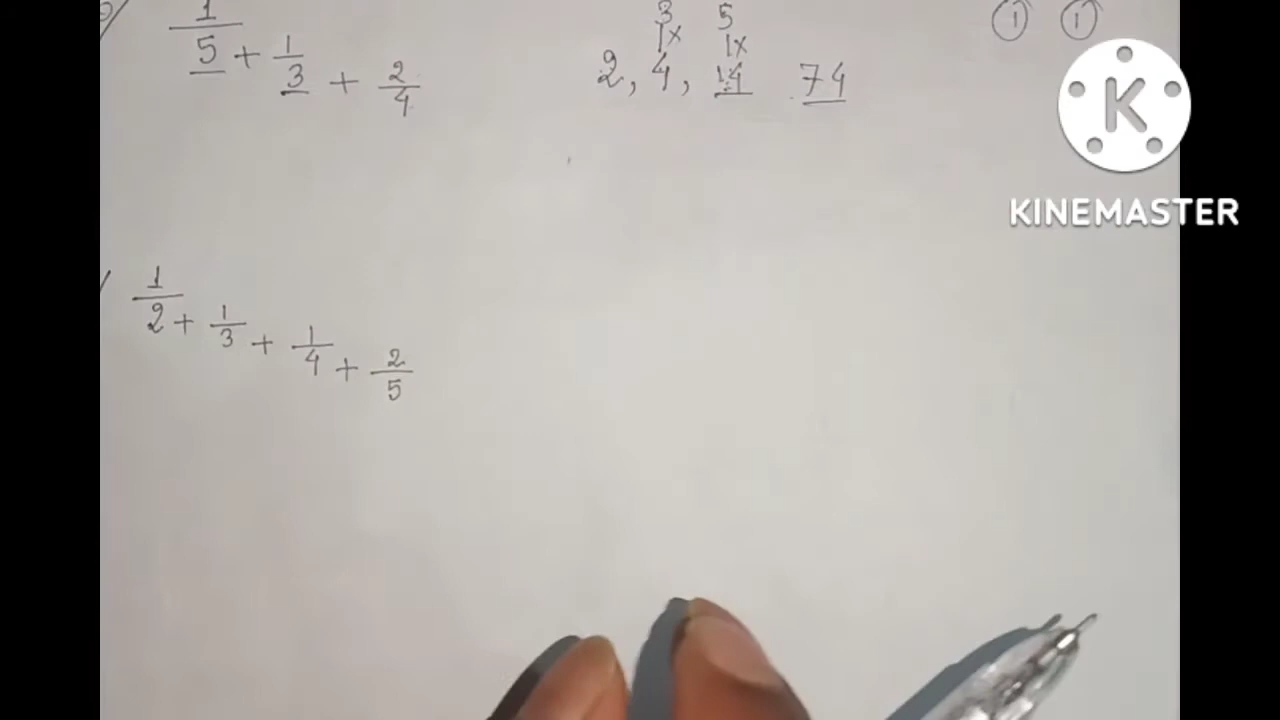 1/5 + 1/3 + 2/4
3 5
1x 1x
2, 4, 14 74
1 1
KINEMASTER
1/2 + 1/3 + 1/4 + 2/5